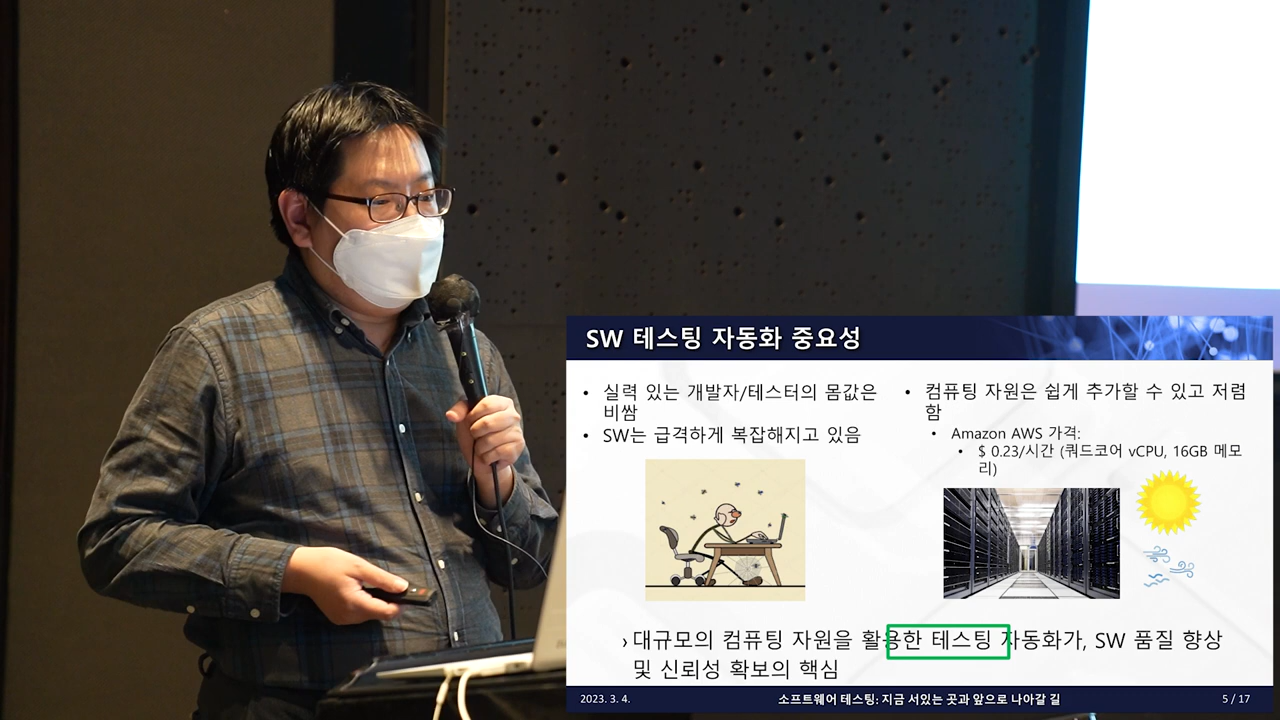 SW 테스팅 자동화 중요성
• 실력 있는 개발자/테스터의 몸값은
비쌈
• SW는 급격하게 복잡해지고 있음
• 컴퓨팅 자원은 쉽게 추가할 수 있고 저렴
함
• Amazon AWS 가격:
• $ 0.23/시간 (쿼드코어 vCPU, 16GB 메모
리)
› 대규모의 컴퓨팅 자원을 활용한 테스팅 자동화가, SW 품질 향상
및 신뢰성 확보의 핵심
2023. 3. 4.
소프트웨어 테스팅: 지금 서있는 곳과 앞으로 나아갈 길
5 / 17